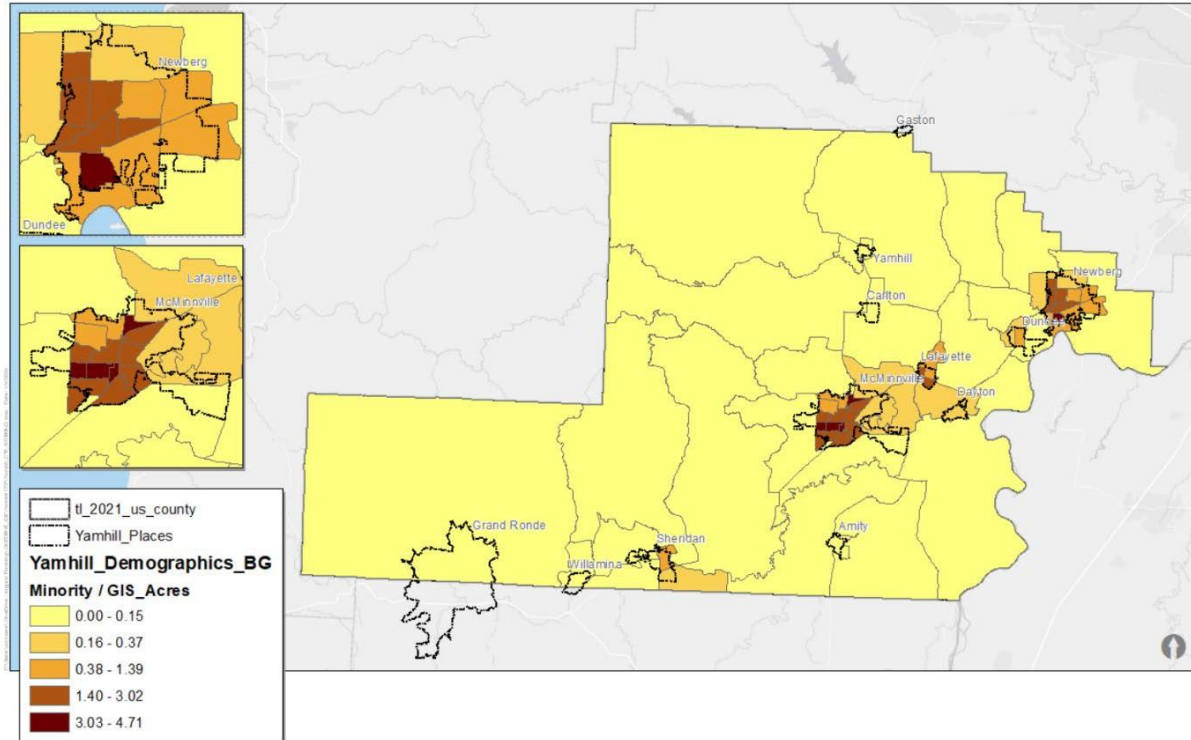 Newberg
Dundee
Lafayette
McMinnville
Gaston
Yamhill
Carlton
Newberg
Dundee
Lafayette
McMinnville
Dayton
Amity
Grand Ronde
Sheridan
Willamina
tl_2021_us_county
Yamhill_Places
Yamhill_Demographics_BG
Minority / GIS_Acres
0.00 - 0.15
0.16 - 0.37
0.38 - 1.39
1.40 - 3.02
3.03 - 4.71